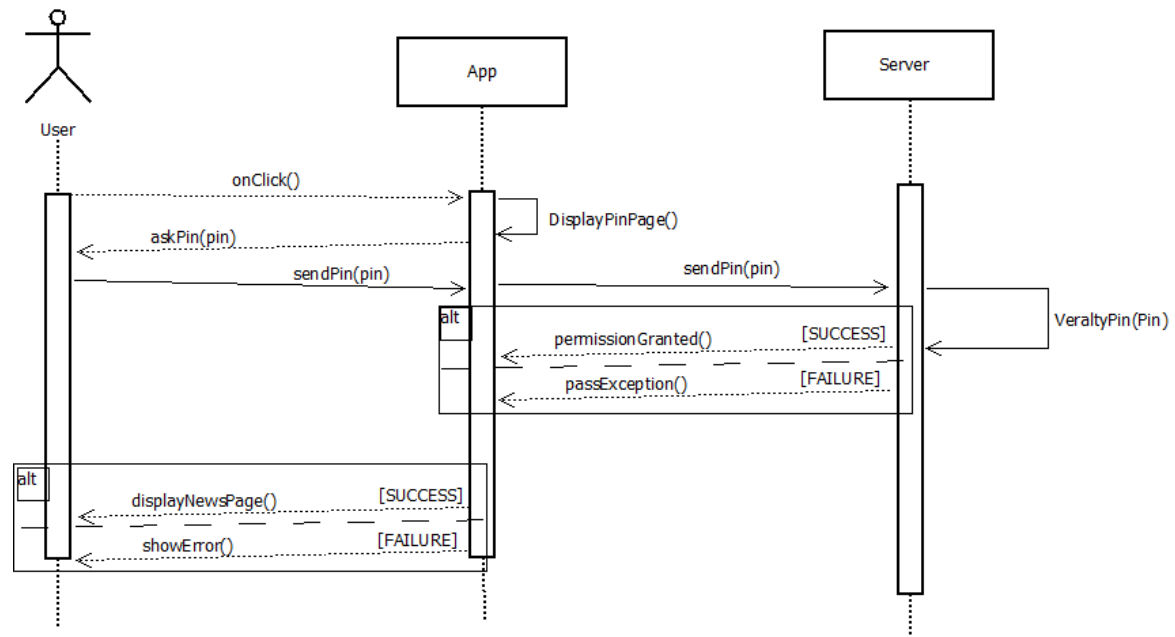 User
App
Server
onClick()
DisplayPinPage()
askPin(pin)
sendPin(pin)
sendPin(pin)
VeraltyPin(Pin)
alt
permissionGranted()
[SUCCESS]
passException()
[FAILURE]
alt
displayNewsPage()
[SUCCESS]
showError()
[FAILURE]